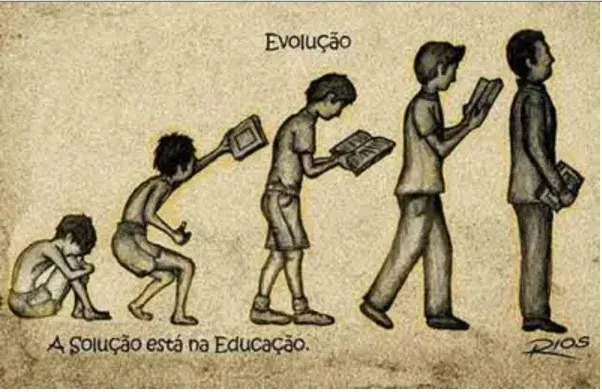 Evolução
A Solução está na Educação.
RIOS